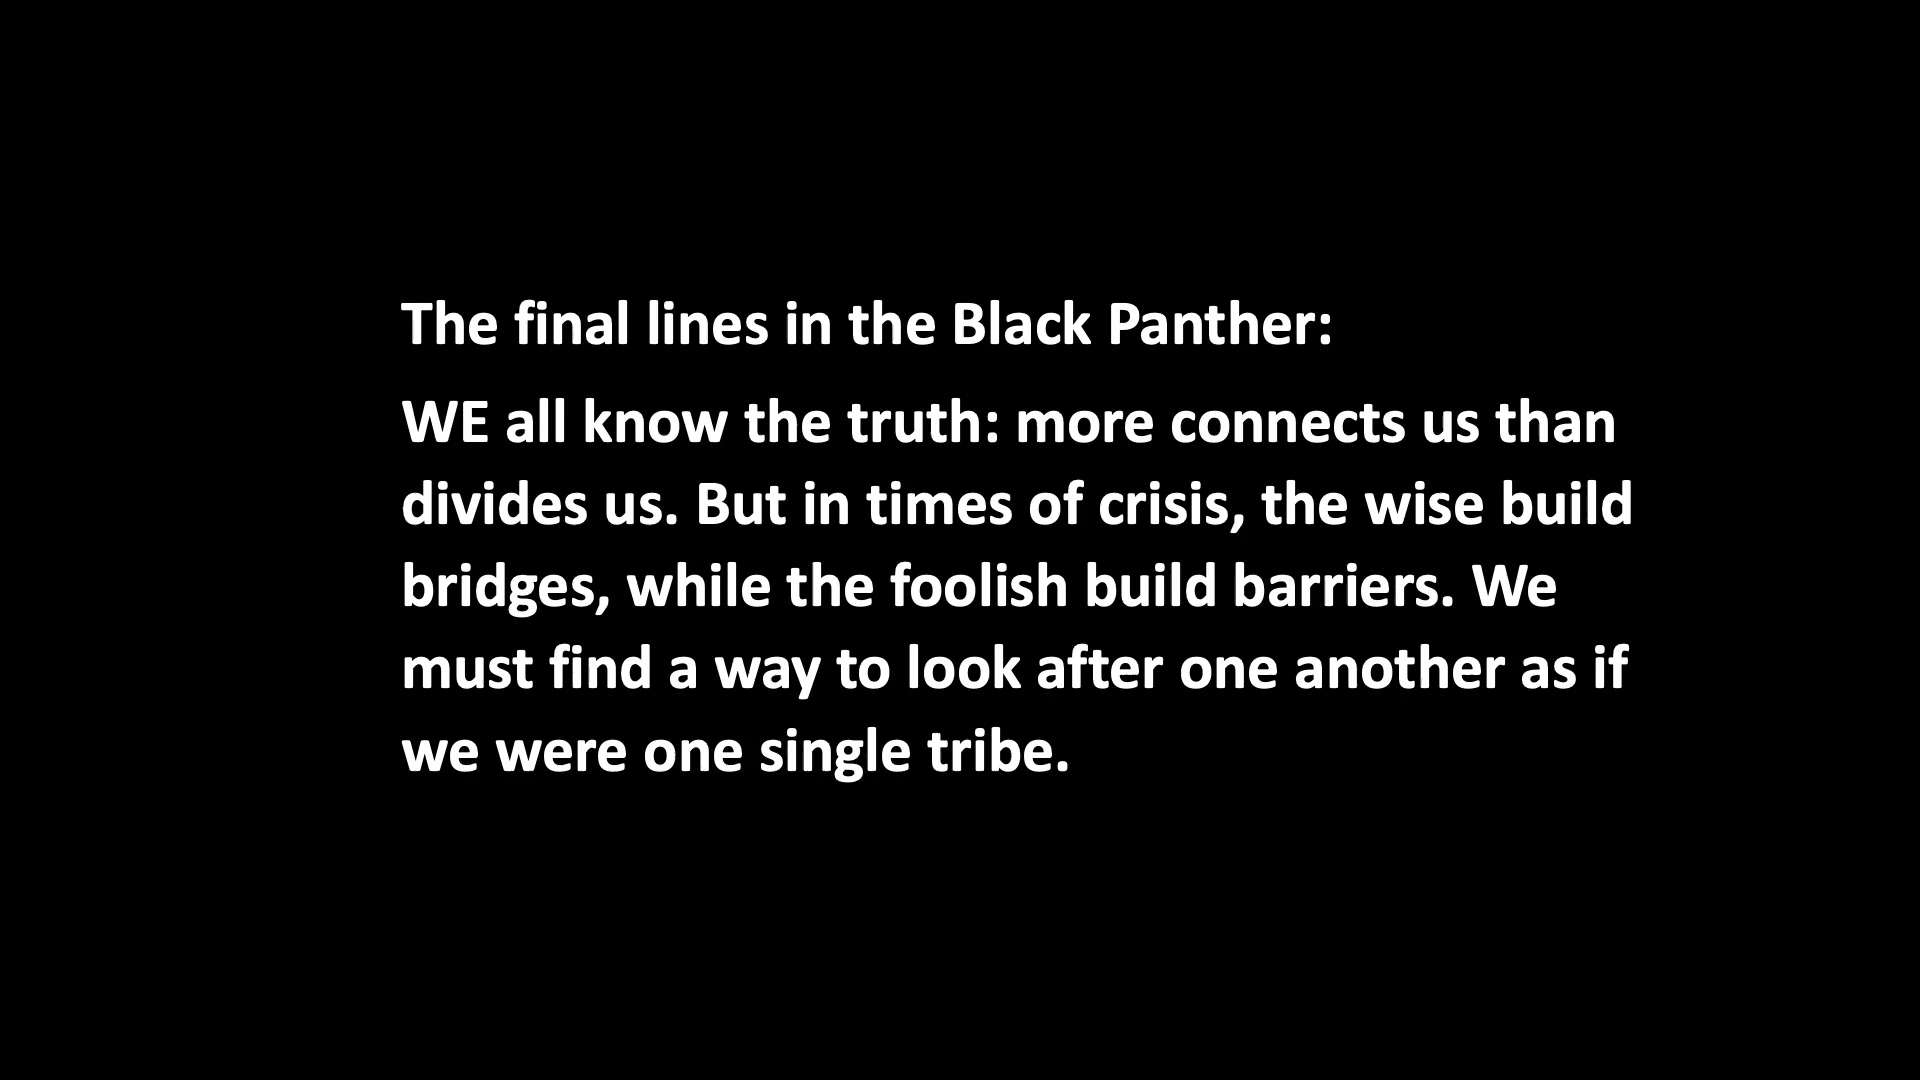 The final lines in the Black Panther:
WE all know the truth: more connects us than
divides us. But in times of crisis, the wise build
bridges, while the foolish build barriers. We
must find a way to look after one another as if
we were one single tribe.